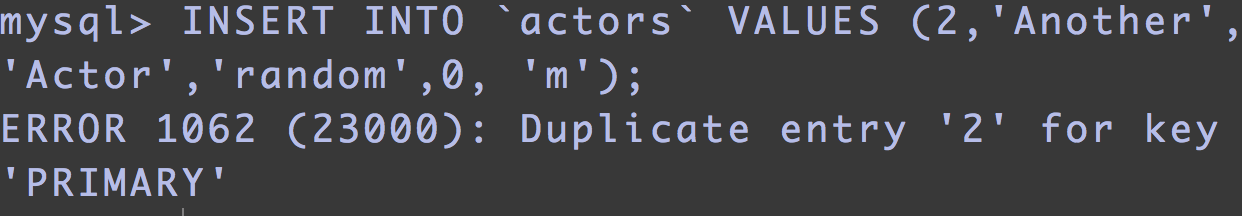 mysql> INSERT INTO `actors` VALUES (2,'Another',
'Actor','random',0, 'm');
ERROR 1062 (23000): Duplicate entry '2' for key
'PRIMARY'